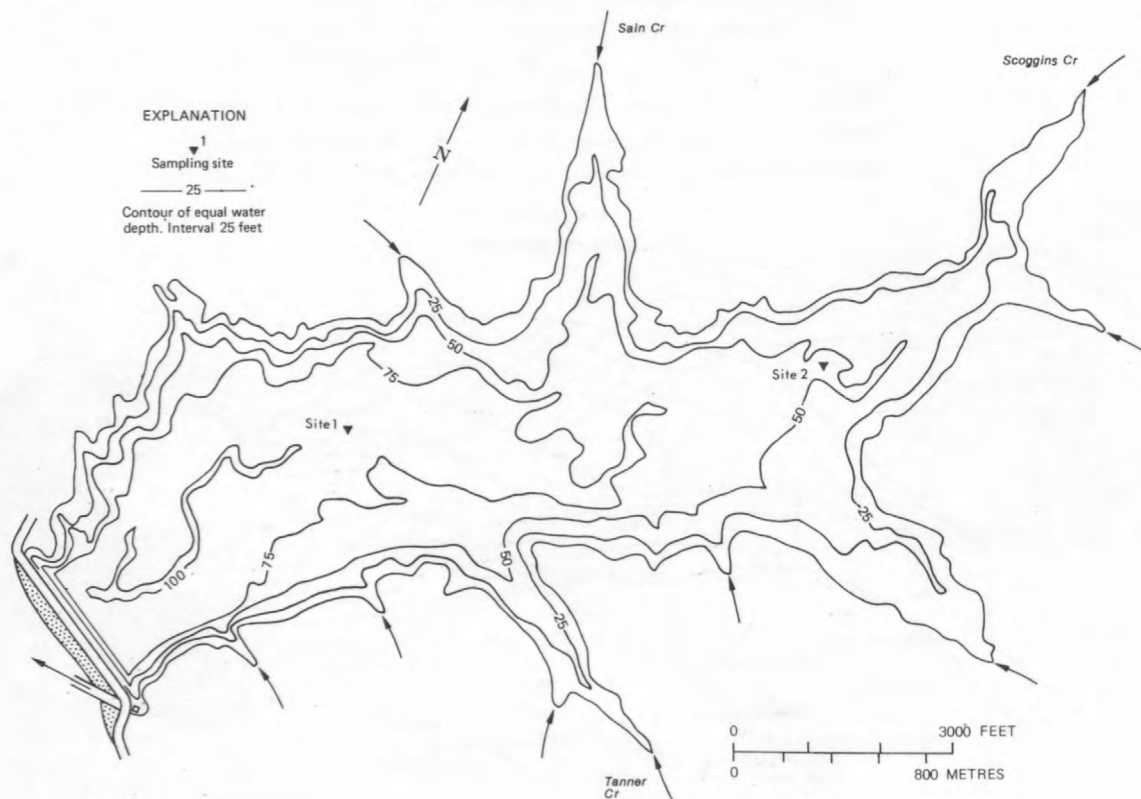 Sain Cr
Scoggins Cr
EXPLANATION
1
Sampling site
25
Contour of equal water
depth. Interval 25 feet
N
25
50
75
Site 2
50
Site 1
100
75
50
25
25
0 3000 FEET
0 800 METRES
Tanner
Cr